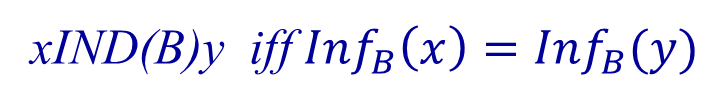 xIND(B)y iff Inf_B(x) = Inf_B(y)